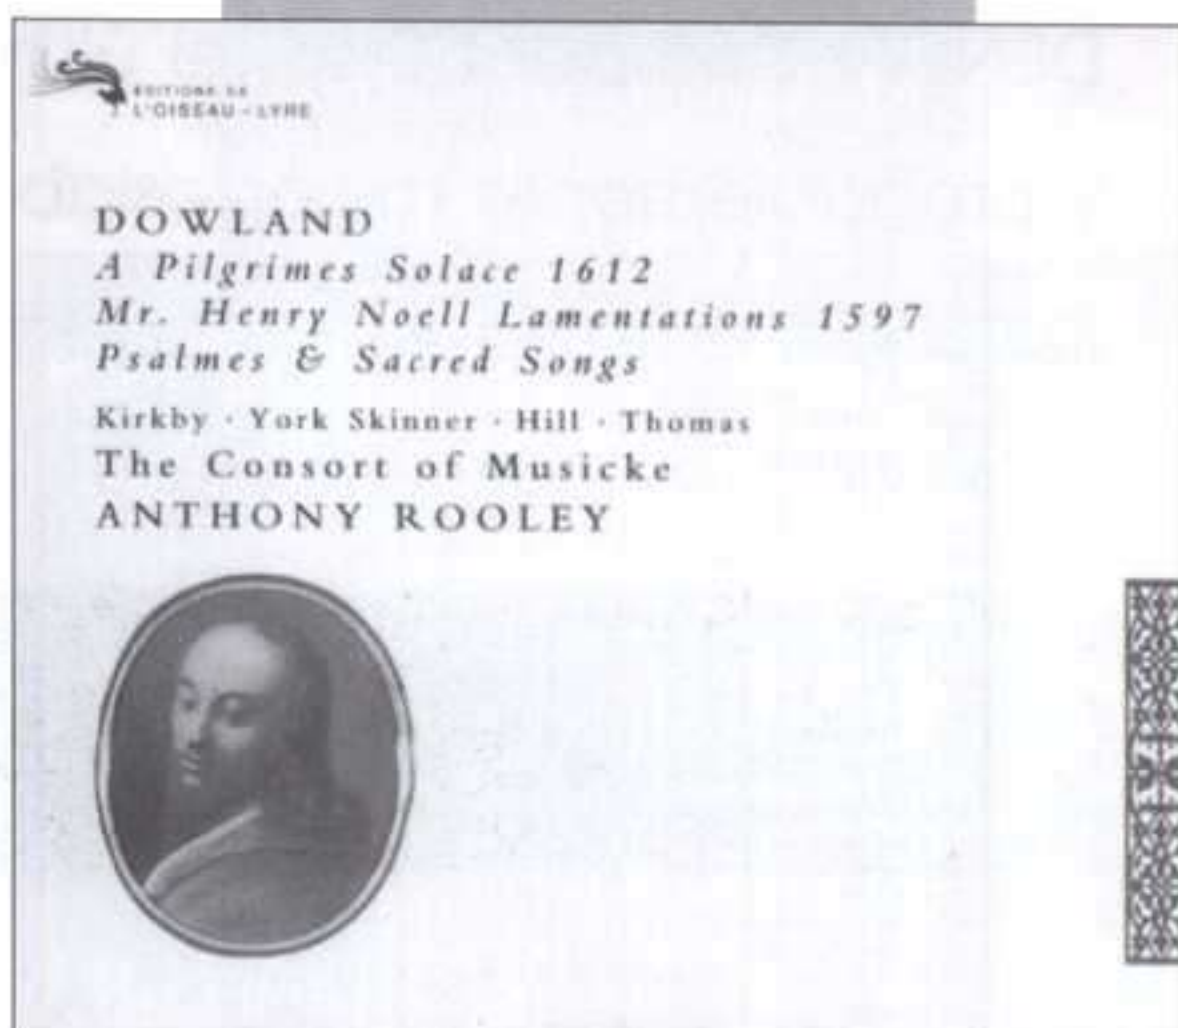 EDITIONS DE
L'OISEAU-LYRE
DOWLAND
A Pilgrimes Solace 1612
Mr. Henry Noell Lamentations 1597
Psalmes & Sacred Songs
Kirkby · York Skinner · Hill · Thomas
The Consort of Musicke
ANTHONY ROOLEY